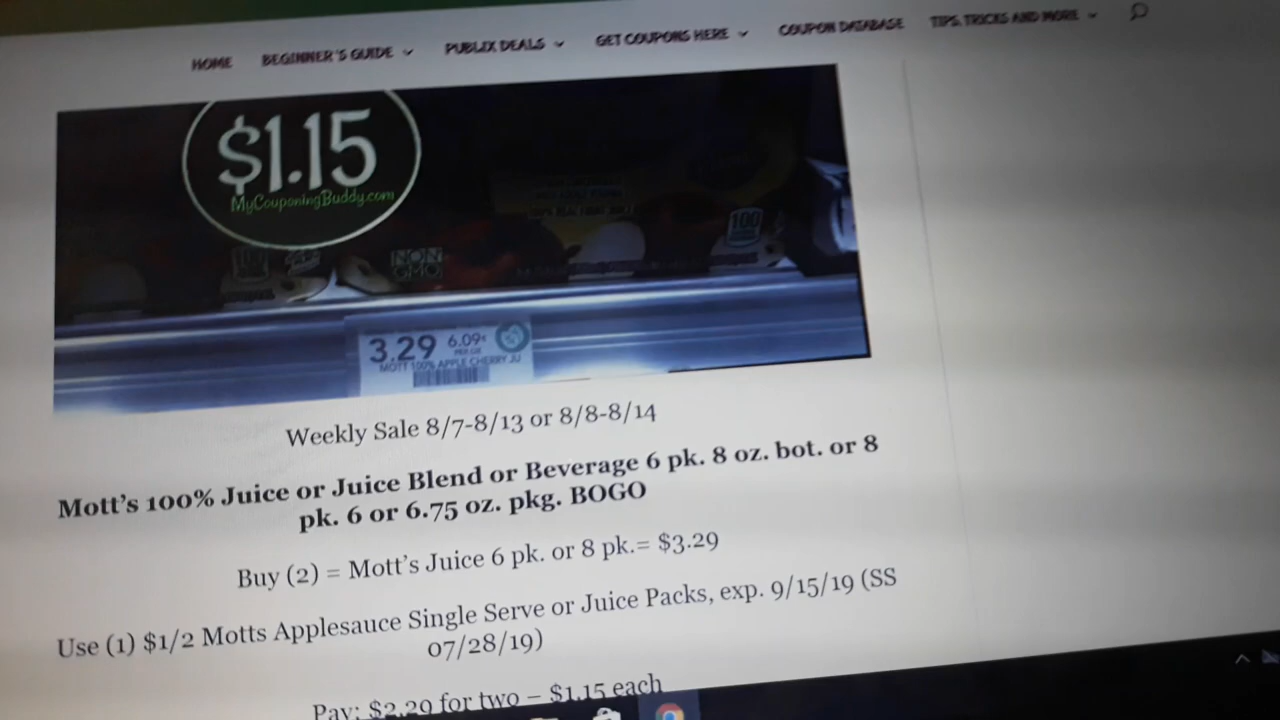 HOME BEGINNER'S GUIDE PUBLIX DEALS GET COUPONS HERE COUPON DATABASE TIPS, TRICKS AND MORE
$1.15
MyCouponingBuddy.com
100
100
NON
GMO
3.29 6.09¢
MOTT 100% APPLE CHERRY JU
Weekly Sale 8/7-8/13 or 8/8-8/14
Mott's 100% Juice or Juice Blend or Beverage 6 pk. 8 oz. bot. or 8
pk. 6 or 6.75 oz. pkg. BOGO
Buy (2) = Mott's Juice 6 pk. or 8 pk.= $3.29
Use (1) $1/2 Motts Applesauce Single Serve or Juice Packs, exp. 9/15/19 (SS
07/28/19)
Pay: $2.29 for two – $1.15 each